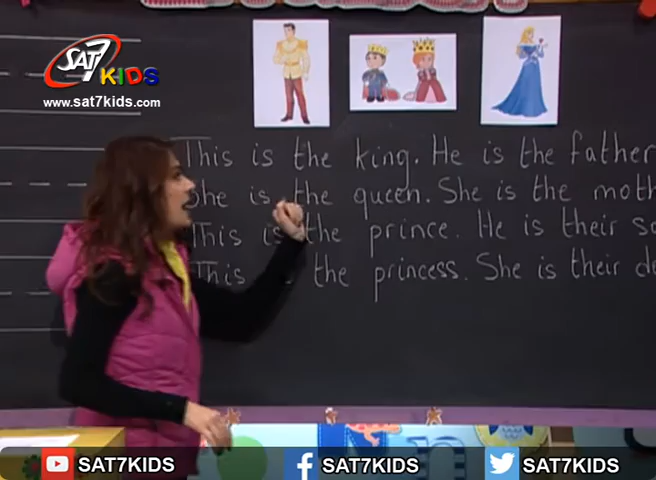 SAT7
KIDS
www.sat7kids.com
This is the king. He is the father
She is the queen. She is the
This is the prince. He is their
This the princess. She is their
SAT7KIDS
SAT7KIDS
SAT7KIDS